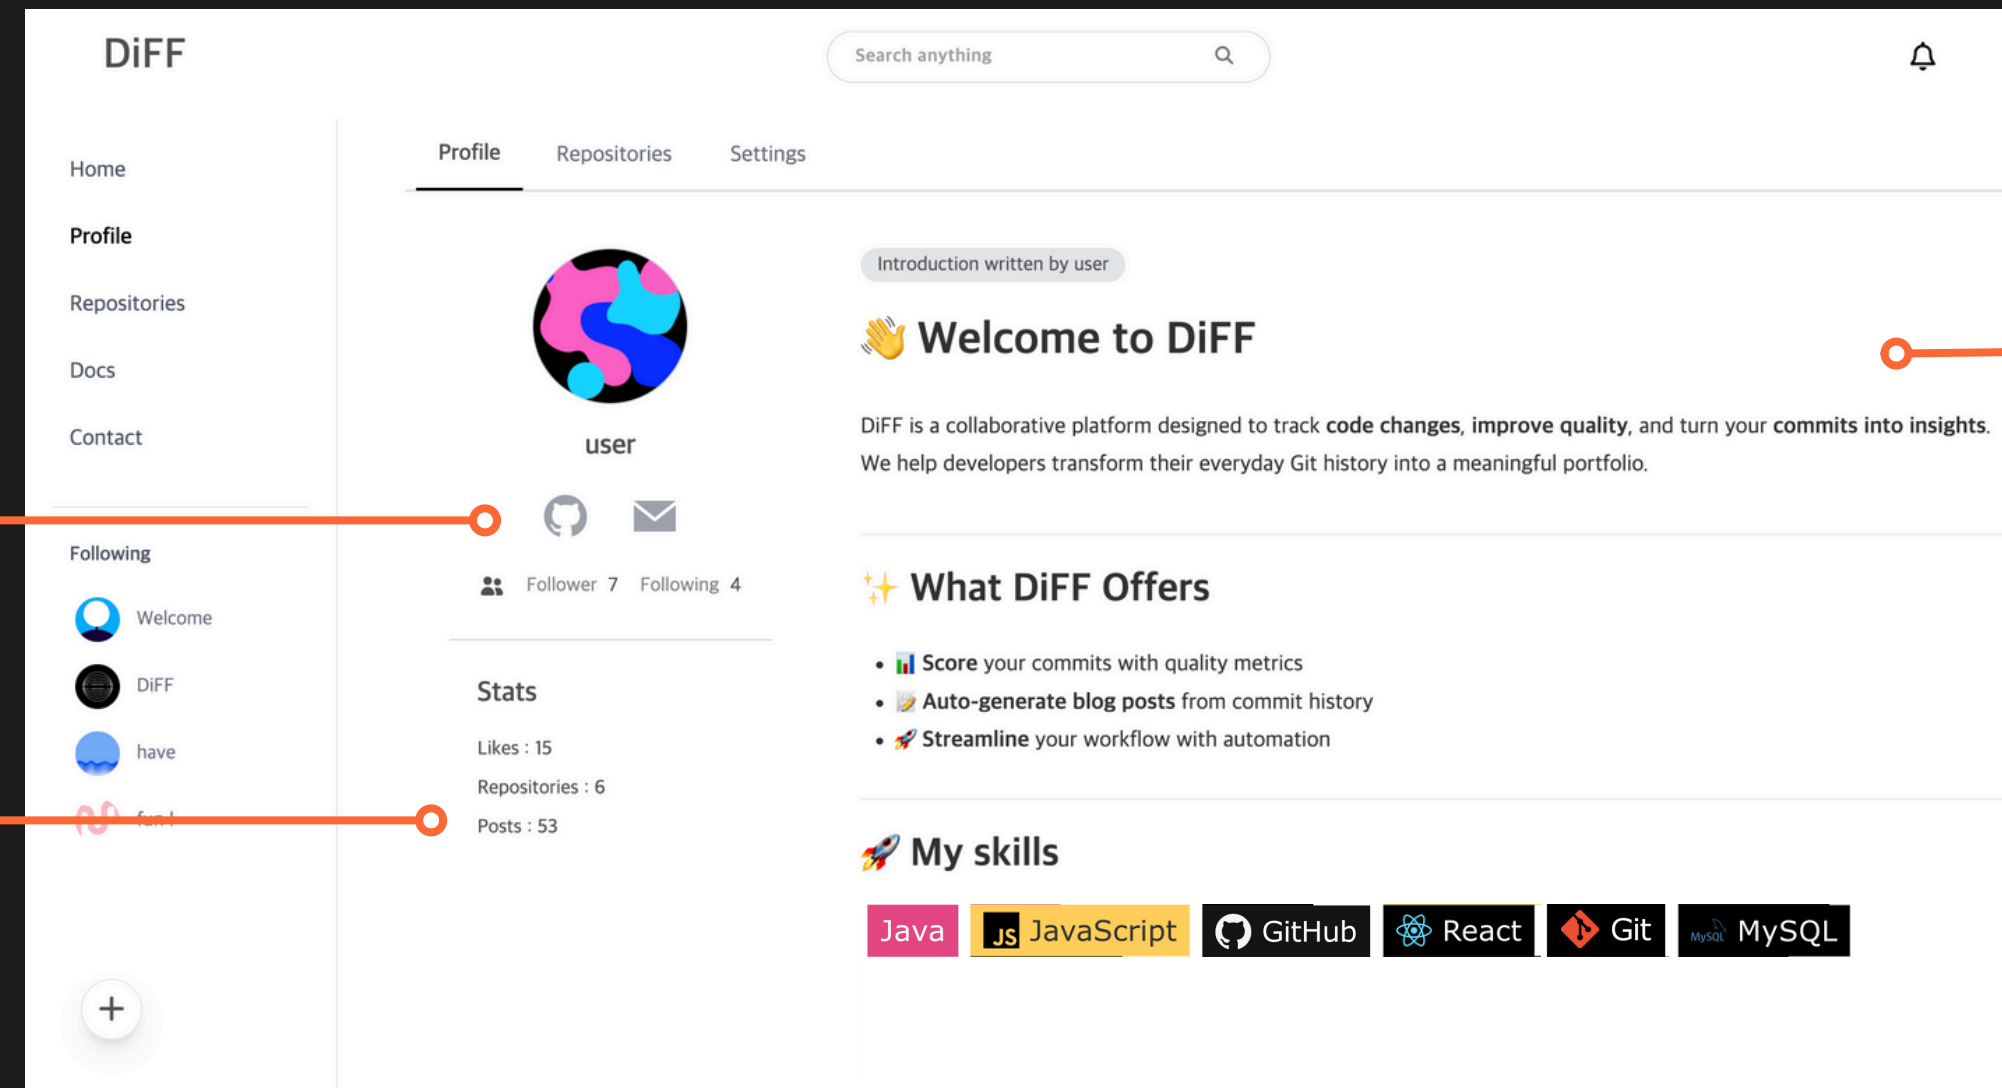 DiFF
Search anything
Home
Profile
Repositories
Docs
Contact
Following
Welcome
DiFF
have
fun !
Profile
Repositories
Settings
user
Follower 7 Following 4
Stats
Likes : 15
Repositories : 6
Posts : 53
Introduction written by user
👋 Welcome to DiFF
DiFF is a collaborative platform designed to track code changes, improve quality, and turn your commits into insights.
We help developers transform their everyday Git history into a meaningful portfolio.
✨ What DiFF Offers
• 📊 Score your commits with quality metrics
• 📝 Auto-generate blog posts from commit history
• 🚀 Streamline your workflow with automation
🚀 My skills
Java
JS JavaScript
GitHub
React
Git
MySQL MySQL